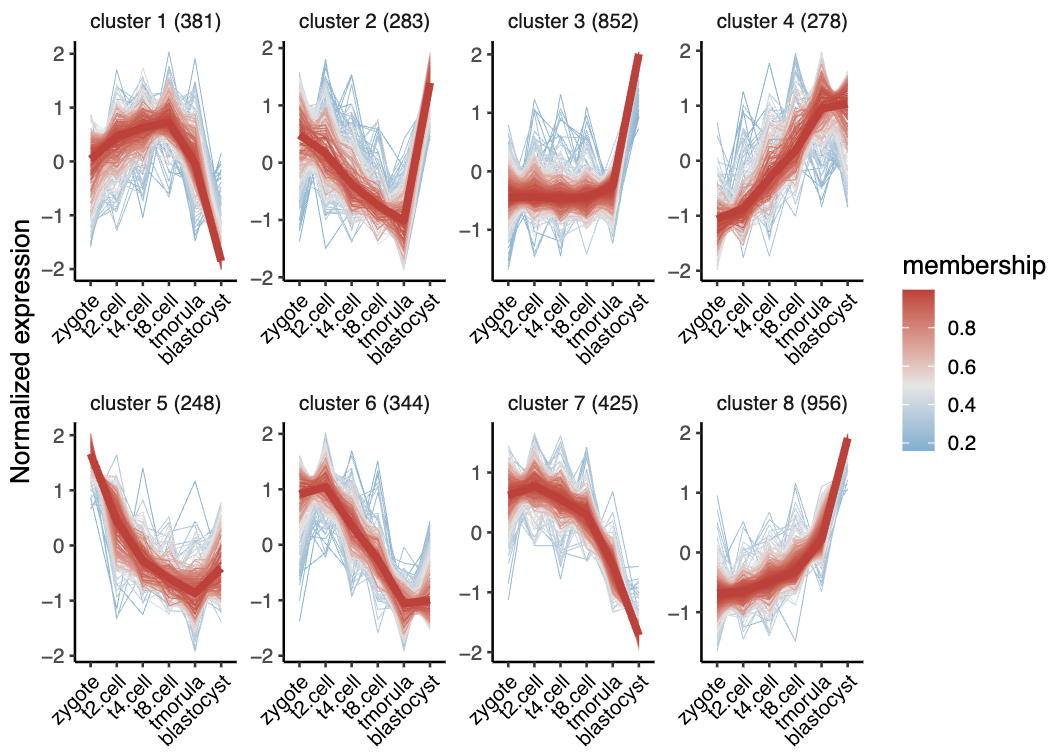 cluster 1 (381) cluster 2 (283) cluster 3 (852) cluster 4 (278)
2 2 2 2
1 1 1 1
0 0 0 0
−1 −1 −1 −1
−2 −2 −2
zygote t2.cell t4.cell t8.cell tmorula blastocyst
zygote t2.cell t4.cell t8.cell tmorula blastocyst
zygote t2.cell t4.cell t8.cell tmorula blastocyst
zygote t2.cell t4.cell t8.cell tmorula blastocyst
Normalized expression
cluster 5 (248) cluster 6 (344) cluster 7 (425) cluster 8 (956)
2 2 2
1 1 1 1
0 0 0 0
−1 −1 −1 −1
−2 −2 −2
zygote t2.cell t4.cell t8.cell tmorula blastocyst
zygote t2.cell t4.cell t8.cell tmorula blastocyst
zygote t2.cell t4.cell t8.cell tmorula blastocyst
zygote t2.cell t4.cell t8.cell tmorula blastocyst
membership
0.8
0.6
0.4
0.2